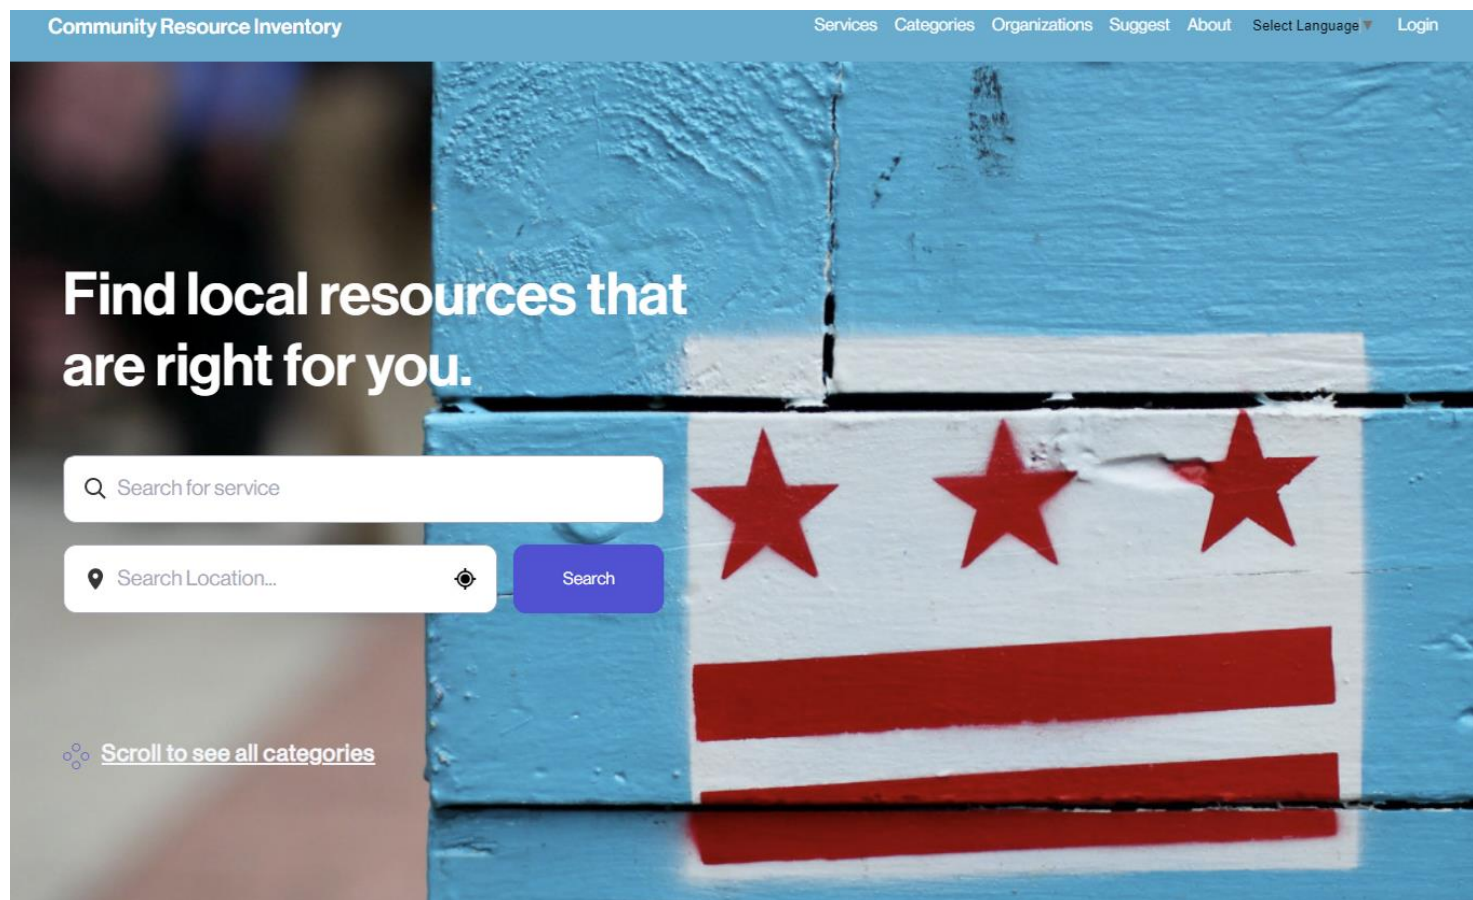 Community Resource Inventory
Services Categories Organizations Suggest About Select Language▼ Login
Find local resources that
are right for you.
Search for service
Search Location...
Search
Scroll to see all categories